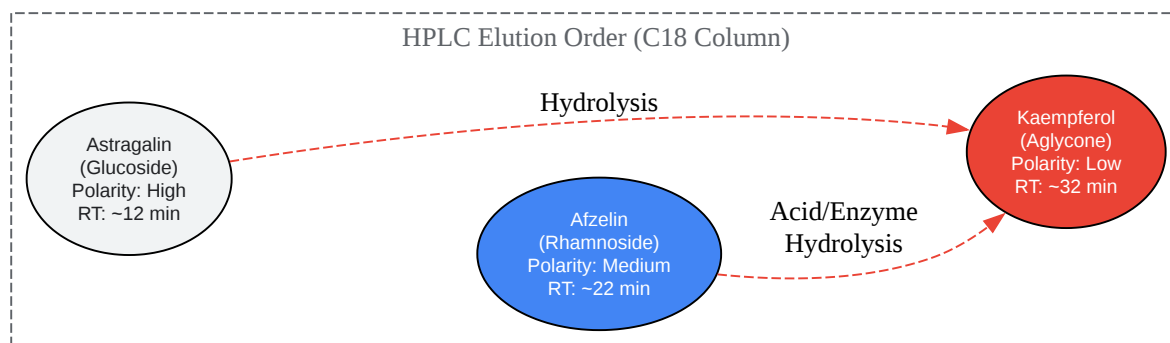 HPLC Elution Order (C18 Column)
Hydrolysis
Astragalin
(Glucoside)
Polarity: High
RT: ~12 min
Kaempferol
(Aglycone)
Polarity: Low
RT: ~32 min
Afzelin
(Rhamnoside)
Polarity: Medium
RT: ~22 min
Acid/Enzyme
Hydrolysis